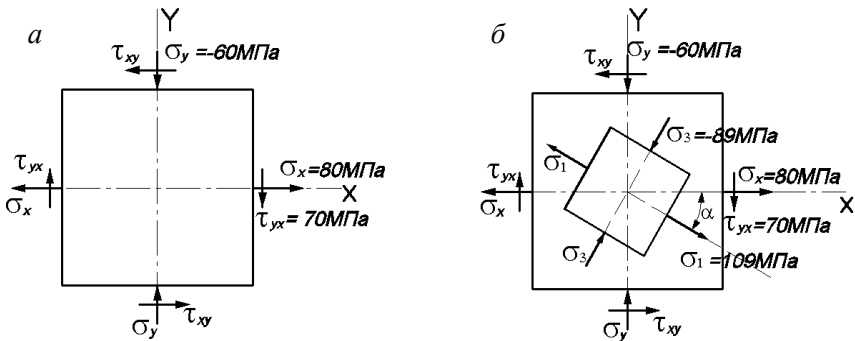 а
Y
τxy
σy =-60МПа
τyx
σx=80МПа
X
σx
τyx= 70МПа
σy
τxy
б
Y
τxy
σy =-60МПа
σ3=-89МПа
σ1
τyx
σx=80МПа
X
σx
α
τyx=70МПа
σ3
σ1 =109МПа
σy
τxy